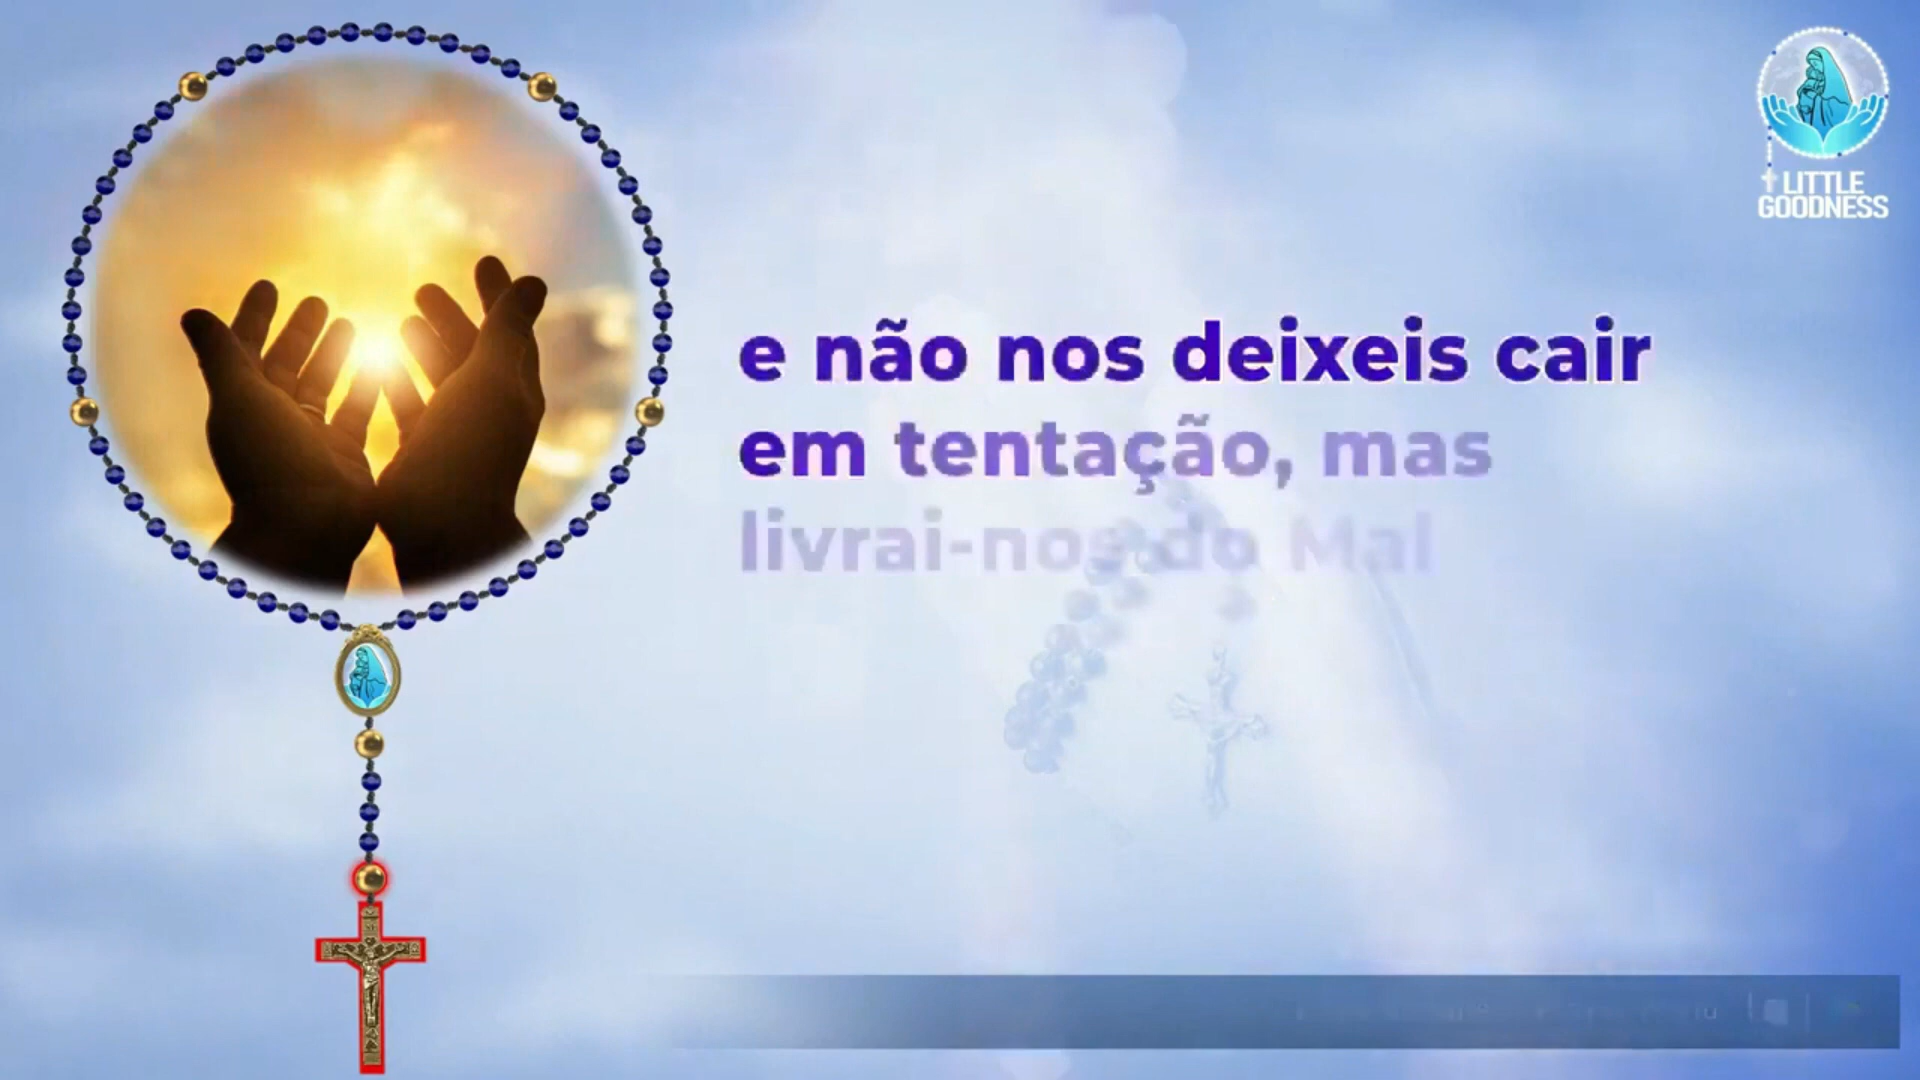 LITTLE
GOODNESS
e não nos deixeis cair
em tentação, mas
livrai-nos do Mal